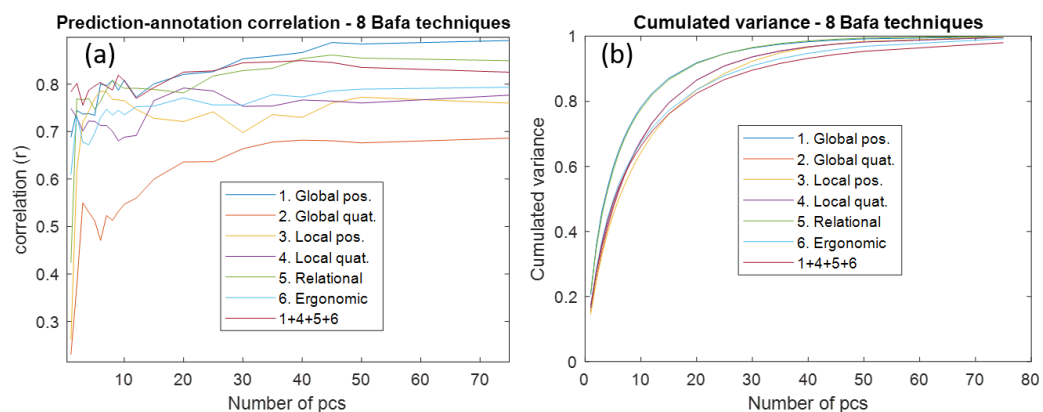 Prediction-annotation correlation - 8 Bafa techniques
(a)
correlation (r)
0.8
0.7
0.6
0.5
0.4
0.3
1. Global pos.
2. Global quat.
3. Local pos.
4. Local quat.
5. Relational
6. Ergonomic
1+4+5+6
10 20 30 40 50 60 70
Number of pcs
Cumulated variance - 8 Bafa techniques
(b)
Cumulated variance
1
0.8
0.6
0.4
0.2
0
1. Global pos.
2. Global quat.
3. Local pos.
4. Local quat.
5. Relational
6. Ergonomic
1+4+5+6
0 10 20 30 40 50 60 70 80
Number of pcs